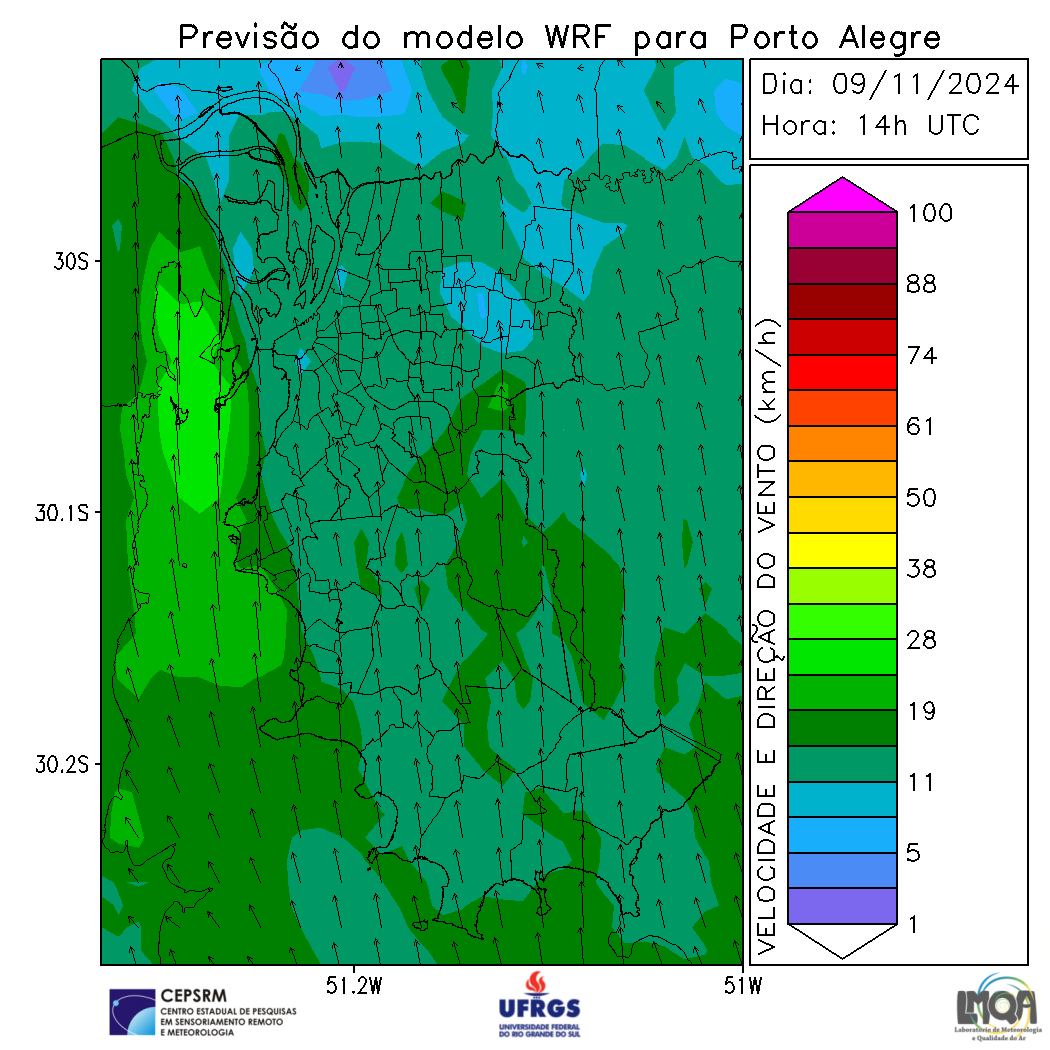 Previsão do modelo WRF para Porto Alegre
Dia: 09/11/2024
Hora: 14h UTC
30S
30.1S
30.2S
51.2W
51W
VELOCIDADE E DIREÇÃO DO VENTO (km/h)
100
88
74
61
50
38
28
19
11
5
1
CEPSRM
CENTRO ESTADUAL DE PESQUISAS
EM SENSORIAMENTO REMOTO
E METEOROLOGIA
UFRGS
UNIVERSIDADE FEDERAL
DO RIO GRANDE DO SUL
LMQA
Laboratório de Meteorologia
e Qualidade do Ar